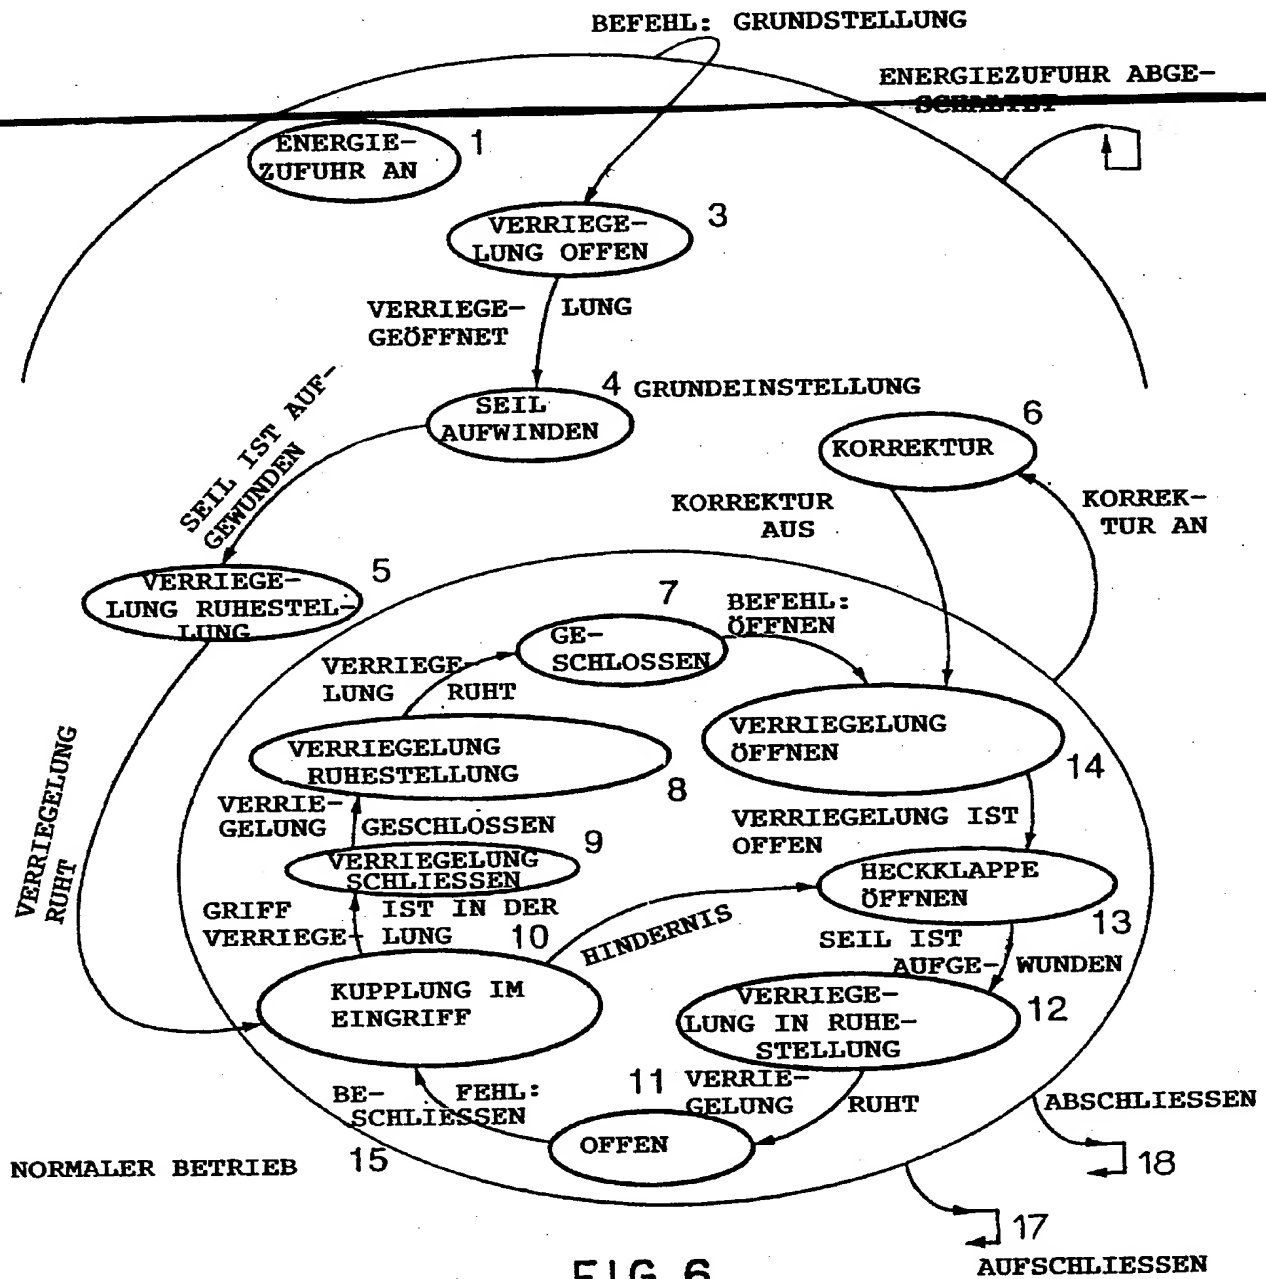 BEFEHL: GRUNDSTELLUNG
ENERGIEZUFUHR ABGE-
SCHALTET
ENERGIE-
ZUFUHR AN
1
VERRIEGE-
LUNG OFFEN
3
VERRIEGE- LUNG
GEÖFFNET
4 GRUNDEINSTELLUNG
SEIL
AUFWINDEN
SEIL IST AUF-
GEWUNDEN
6
KORREKTUR
KORREKTUR
AUS
KORREK-
TUR AN
5
VERRIEGE-
LUNG RUHESTEL-
LUNG
7
GE-
SCHLOSSEN
BEFEHL:
ÖFFNEN
VERRIEGE-
LUNG RUHT
VERRIEGELUNG
RUHESTELLUNG
8
VERRIEGELUNG
ÖFFNEN
14
VERRIEGELUNG
RUHT
VERRIE-
GELUNG GESCHLOSSEN
VERRIEGELUNG IST
OFFEN
9
VERRIEGELUNG
SCHLIESSEN
HECKKLAPPE
ÖFFNEN
13
GRIFF IST IN DER
VERRIEGE- LUNG
10
HINDERNIS
SEIL IST
AUFGE- WUNDEN
KUPPLUNG IM
EINGRIFF
VERRIEGE-
LUNG IN RUHE-
STELLUNG
12
BE- FEHL:
SCHLIESSEN
11
VERRIE-
GELUNG RUHT
OFFEN
ABSCHLIESSEN
18
NORMALER BETRIEB
15
17
AUFSCHLIESSEN
FIG 6